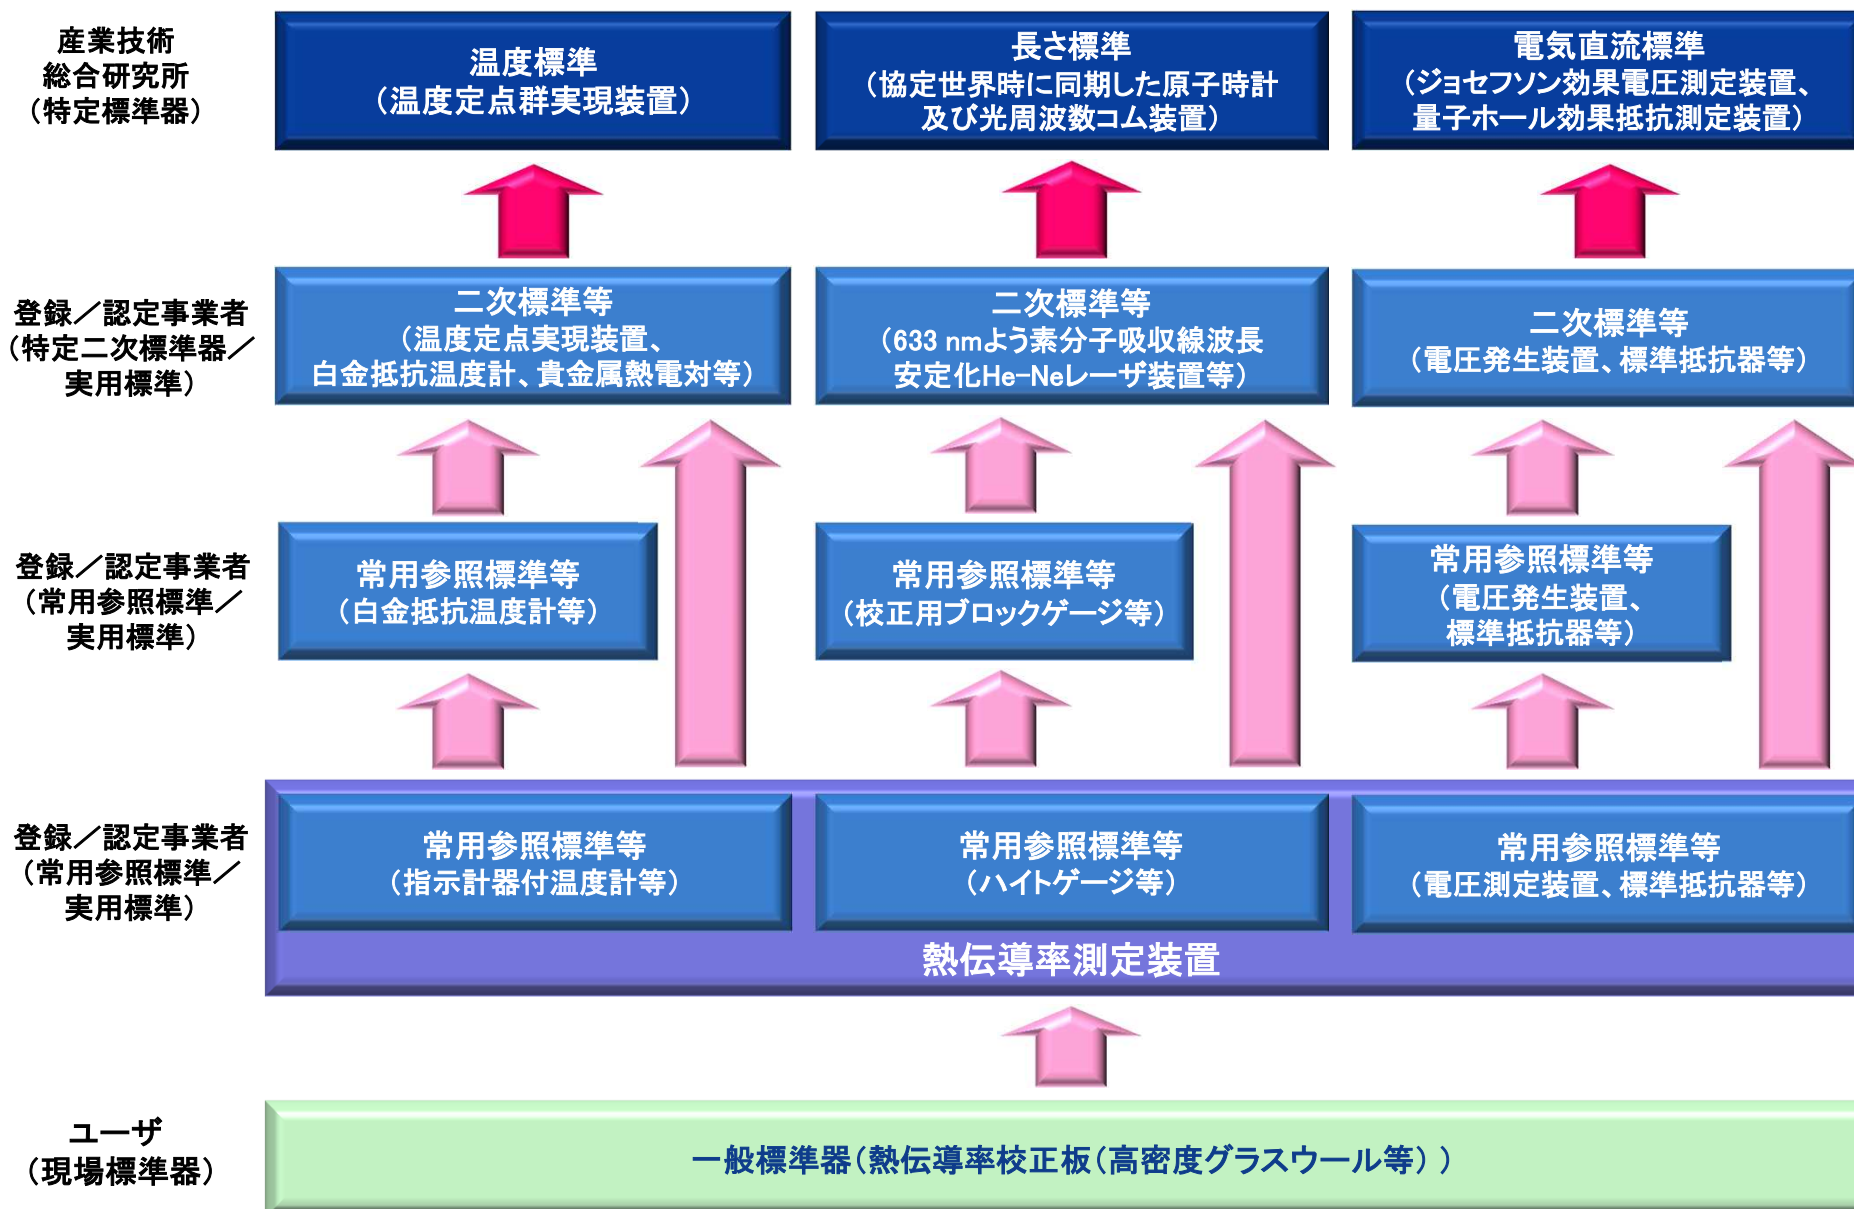 産業技術
総合研究所
（特定標準器）
温度標準
（温度定点群実現装置）
長さ標準
（協定世界時に同期した原子時計
及び光周波数コム装置）
電気直流標準
（ジョセフソン効果電圧測定装置、
量子ホール効果抵抗測定装置）
登録／認定事業者
（特定二次標準器／
実用標準）
二次標準等
（温度定点実現装置、
白金抵抗温度計、貴金属熱電対等）
二次標準等
（633 nmよう素分子吸収線波長
安定化He-Neレーザ装置等）
二次標準等
（電圧発生装置、標準抵抗器等）
登録／認定事業者
（常用参照標準／
実用標準）
常用参照標準等
（白金抵抗温度計等）
常用参照標準等
（校正用ブロックゲージ等）
常用参照標準等
（電圧発生装置、
標準抵抗器等）
登録／認定事業者
（常用参照標準／
実用標準）
常用参照標準等
（指示計器付温度計等）
常用参照標準等
（ハイトゲージ等）
常用参照標準等
（電圧測定装置、標準抵抗器等）
熱伝導率測定装置
ユーザ
（現場標準器）
一般標準器（熱伝導率校正板（高密度グラスウール等） ）